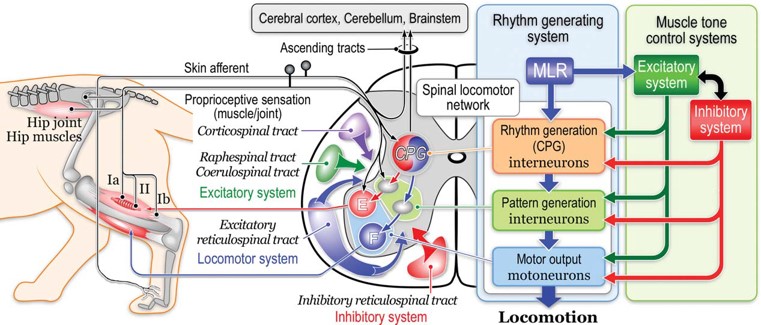 Cerebral cortex, Cerebellum, Brainstem
Ascending tracts
Skin afferent
Proprioceptive sensation
(muscle/joint)
Corticospinal tract
Raphespinal tract
Coerulospinal tract
Excitatory system
Excitatory
reticulospinal tract
Locomotor system
Inhibitory reticulospinal tract
Inhibitory system
Hip joint
Hip muscles
Ia
II
Ib
CPG
E
F
Spinal locomotor
network
Rhythm generating
system
MLR
Rhythm generation
(CPG)
interneurons
Pattern generation
interneurons
Motor output
motoneurons
Locomotion
Muscle tone
control systems
Excitatory
system
Inhibitory
system